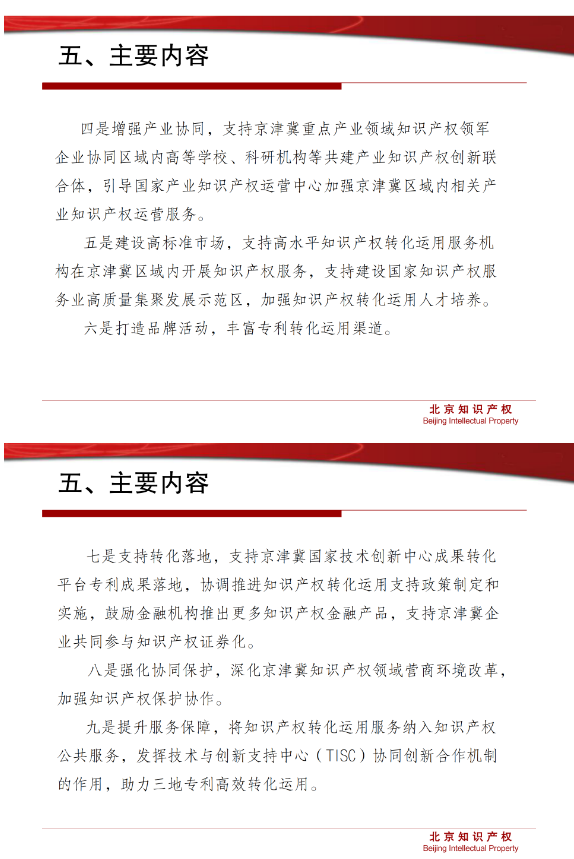 五、主要内容
四是增强产业协同，支持京津冀重点产业领域知识产权领军
企业协同区域内高等学校、科研机构等共建产业知识产权创新联
合体，引导国家产业知识产权运营中心加强京津冀区域内相关产
业知识产权运营服务。
五是建设高标准市场，支持高水平知识产权转化运用服务机
构在京津冀区域内开展知识产权服务，支持建设国家知识产权服
务业高质量集聚发展示范区，加强知识产权转化运用人才培养。
六是打造品牌活动，丰富专利转化运用渠道。
北京知识产权
Beijing Intellectual Property
五、主要内容
七是支持转化落地，支持京津冀国家技术创新中心成果转化
平台专利成果落地，协调推进知识产权转化运用支持政策制定和
实施，鼓励金融机构推出更多知识产权金融产品，支持京津冀企
业共同参与知识产权证券化。
八是强化协同保护，深化京津冀知识产权领域营商环境改革，
加强知识产权保护协作。
九是提升服务保障，将知识产权转化运用服务纳入知识产权
公共服务，发挥技术与创新支持中心（TISC）协同创新合作机制
的作用，助力三地专利高效转化运用。
北京知识产权
Beijing Intellectual Property